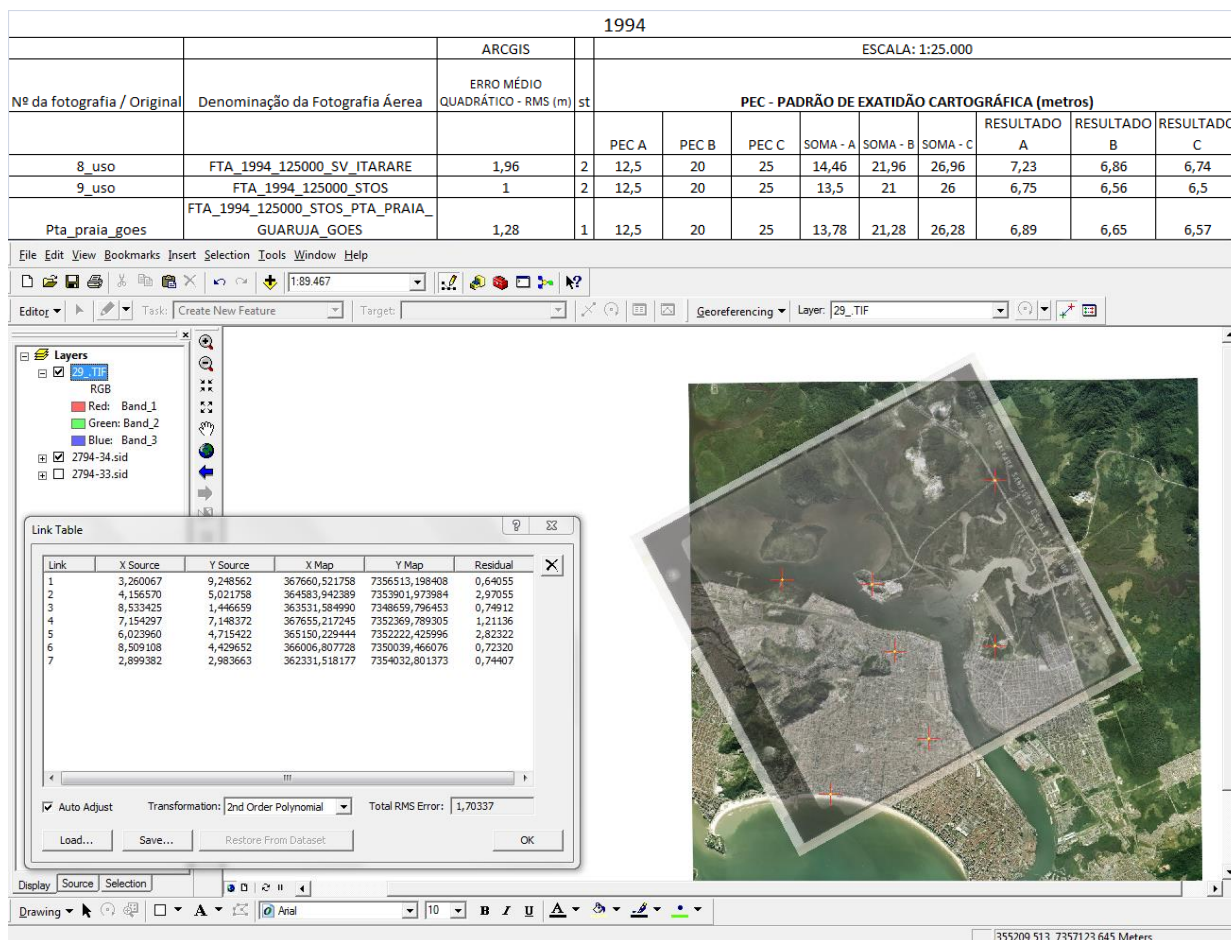 1994
ARCGIS ESCALA: 1:25.000
Nº da fotografia / Original Denominação da Fotografia Áerea ERRO MÉDIO QUADRÁTICO - RMS (m) st PEC - PADRÃO DE EXATIDÃO CARTOGRÁFICA (metros)
PEC A PEC B PEC C SOMA - A SOMA - B SOMA - C RESULTADO A RESULTADO B RESULTADO C
8_uso FTA_1994_125000_SV_ITARARE 1,96 2 12,5 20 25 14,46 21,96 26,96 7,23 6,86 6,74
9_uso FTA_1994_125000_STOS 1 2 12,5 20 25 13,5 21 26 6,75 6,56 6,5
Pta_praia_goes FTA_1994_125000_STOS_PTA_PRAIA_GUARUJA_GOES 1,28 1 12,5 20 25 13,78 21,28 26,28 6,89 6,65 6,57
File Edit View Bookmarks Insert Selection Tools Window Help
1:89.467
Editor Task: Create New Feature Target: Georeferencing Layer: 29_.TIF
Layers
29_.TIF
RGB
Red: Band_1
Green: Band_2
Blue: Band_3
2794-34.sid
2794-33.sid
Link Table
Link X Source Y Source X Map Y Map Residual
1 3,260067 9,248562 367660,521758 7356513,198408 0,64055
2 4,156570 5,021758 364583,942389 7353901,973984 2,97055
3 8,533425 1,446659 363531,584990 7348659,796453 0,74912
4 7,154297 7,148372 367655,217245 7352369,789305 1,21136
5 6,023960 4,715422 365150,229444 7352222,425996 2,82322
6 8,509108 4,429652 366006,807728 7350039,466076 0,72320
7 2,899382 2,983663 362331,518177 7354032,801373 0,74407
Auto Adjust Transformation: 2nd Order Polynomial Total RMS Error: 1,70337
Load... Save... Restore From Dataset OK
Display Source Selection
Drawing A Arial 10 B I U A
355209,513 7357123,645 Meters